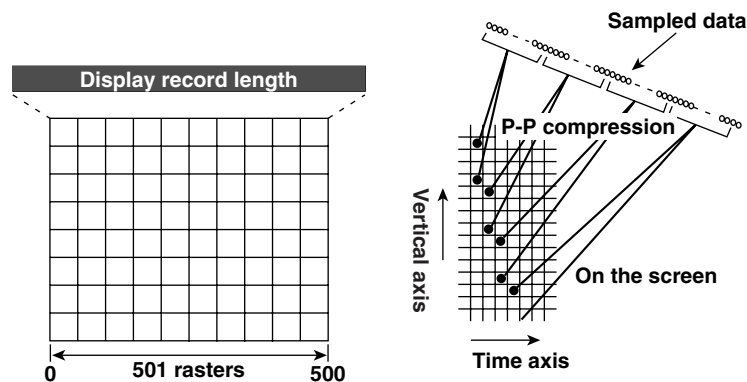 Display record length
0
501 rasters
500
Sampled data
P-P compression
Vertical axis
On the screen
Time axis